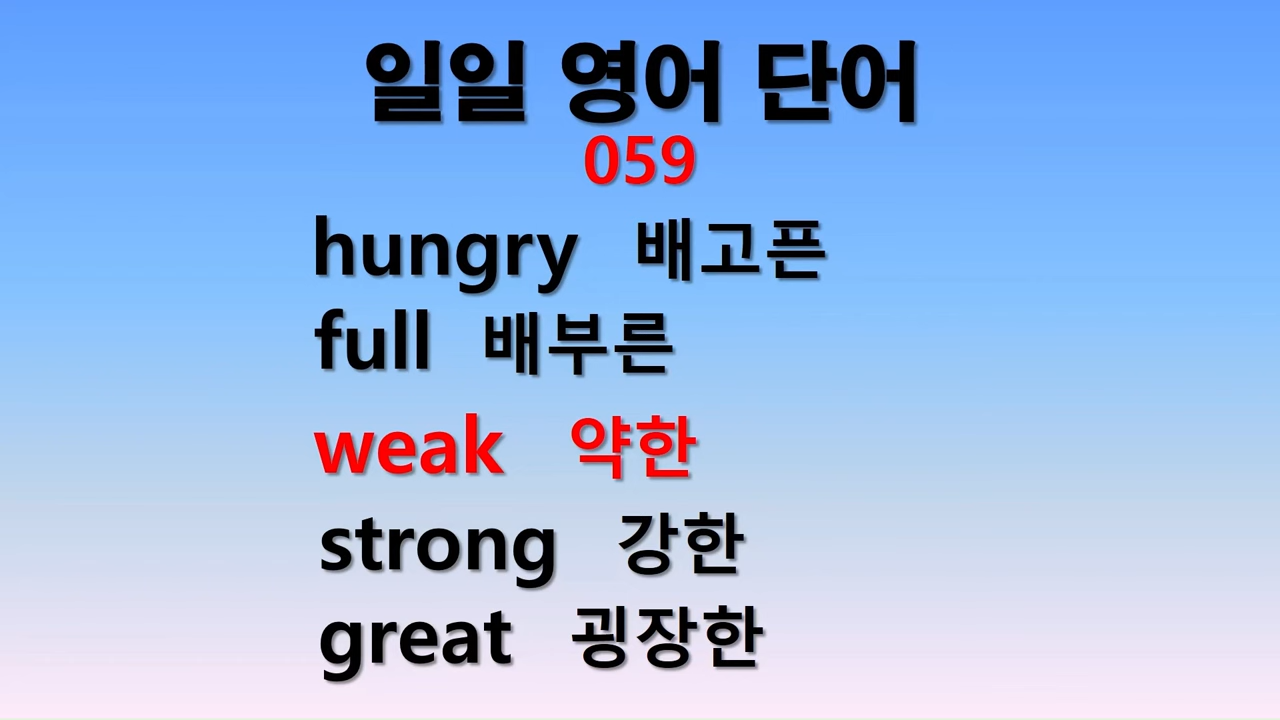 일일 영어 단어
059
hungry 배고픈
full 배부른
weak 약한
strong 강한
great 굉장한